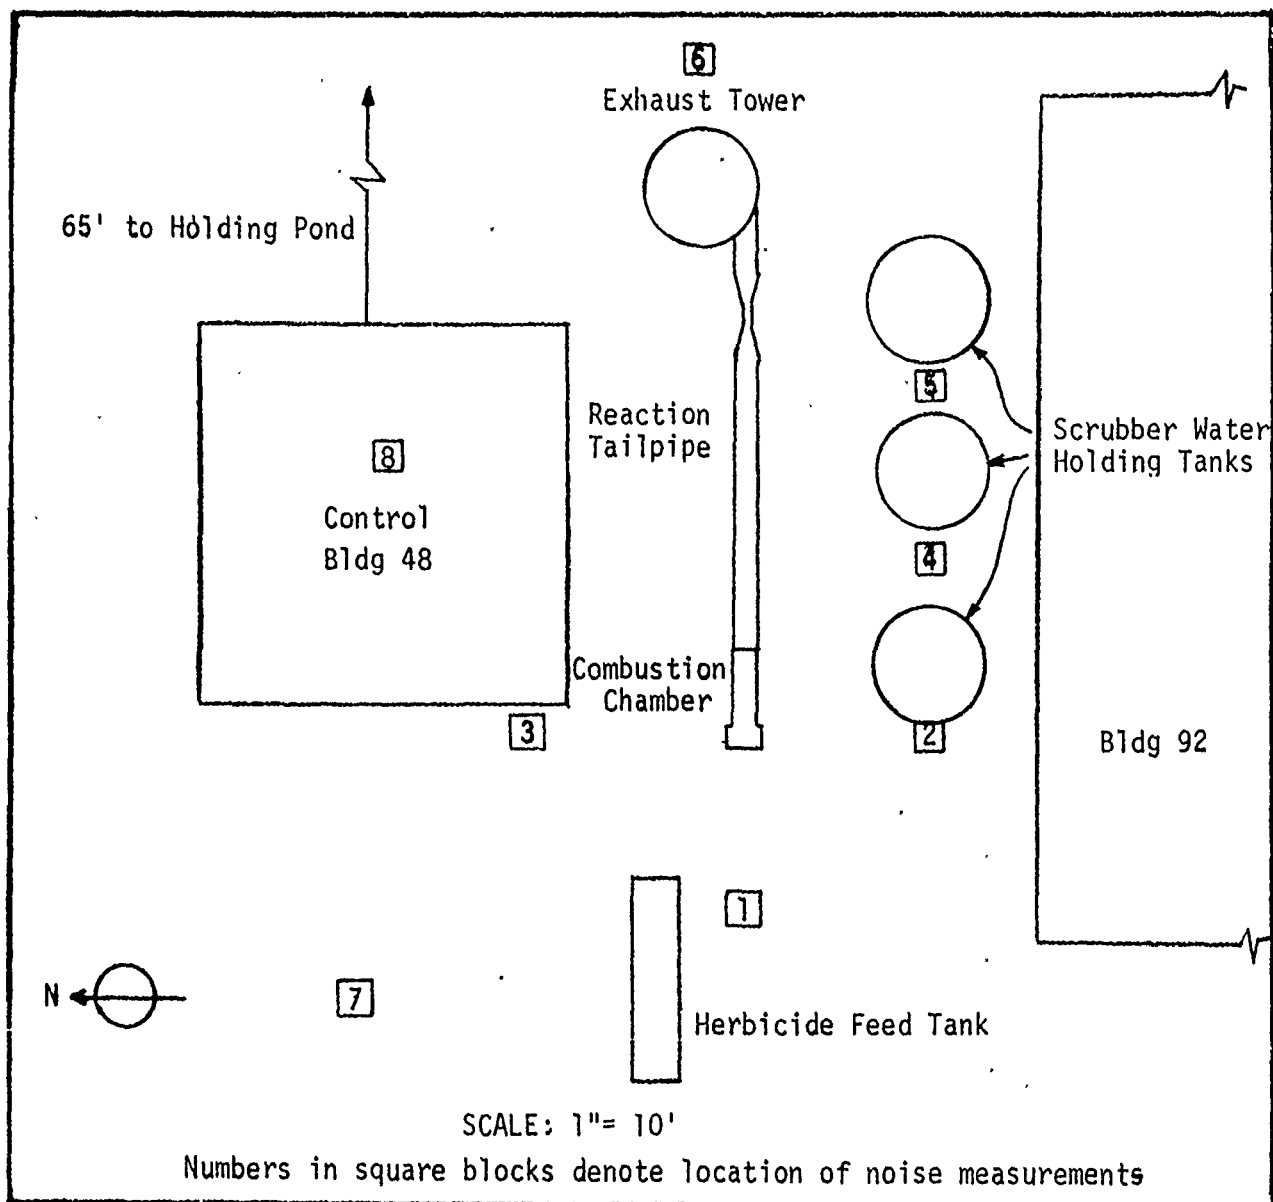 6
Exhaust Tower
65' to Holding Pond
5
Reaction
Tailpipe
Scrubber Water
Holding Tanks
8
Control
Bldg 48
4
Combustion
Chamber
3
2
Bldg 92
1
N
7
Herbicide Feed Tank
SCALE: 1"= 10'
Numbers in square blocks denote location of noise measurements